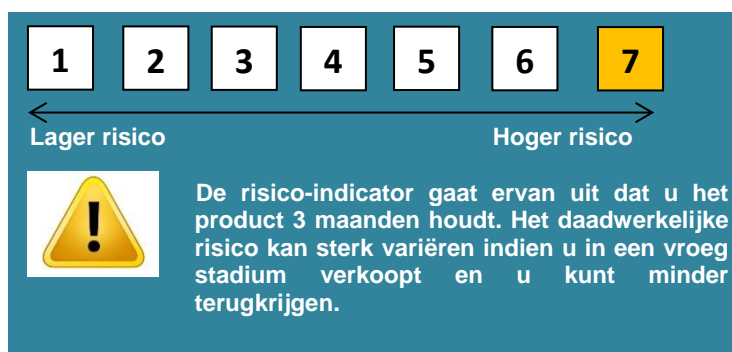 1 2 3 4 5 6 7
Lager risico Hoger risico
!
De risico-indicator gaat ervan uit dat u het
product 3 maanden houdt. Het daadwerkelijke
risico kan sterk variëren indien u in een vroeg
stadium verkoopt en u kunt minder
terugkrijgen.